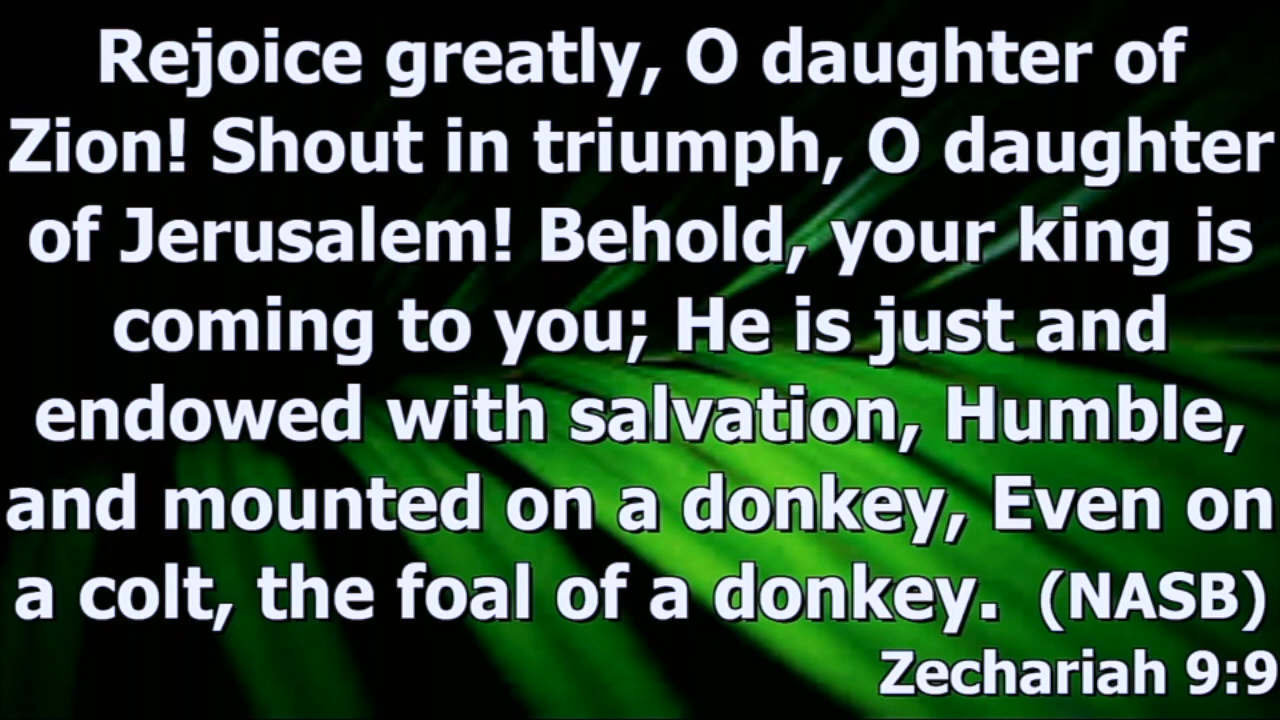 Rejoice greatly, O daughter of
Zion! Shout in triumph, O daughter
of Jerusalem! Behold, your king is
coming to you; He is just and
endowed with salvation, Humble,
and mounted on a donkey, Even on
a colt, the foal of a donkey. (NASB)
Zechariah 9:9